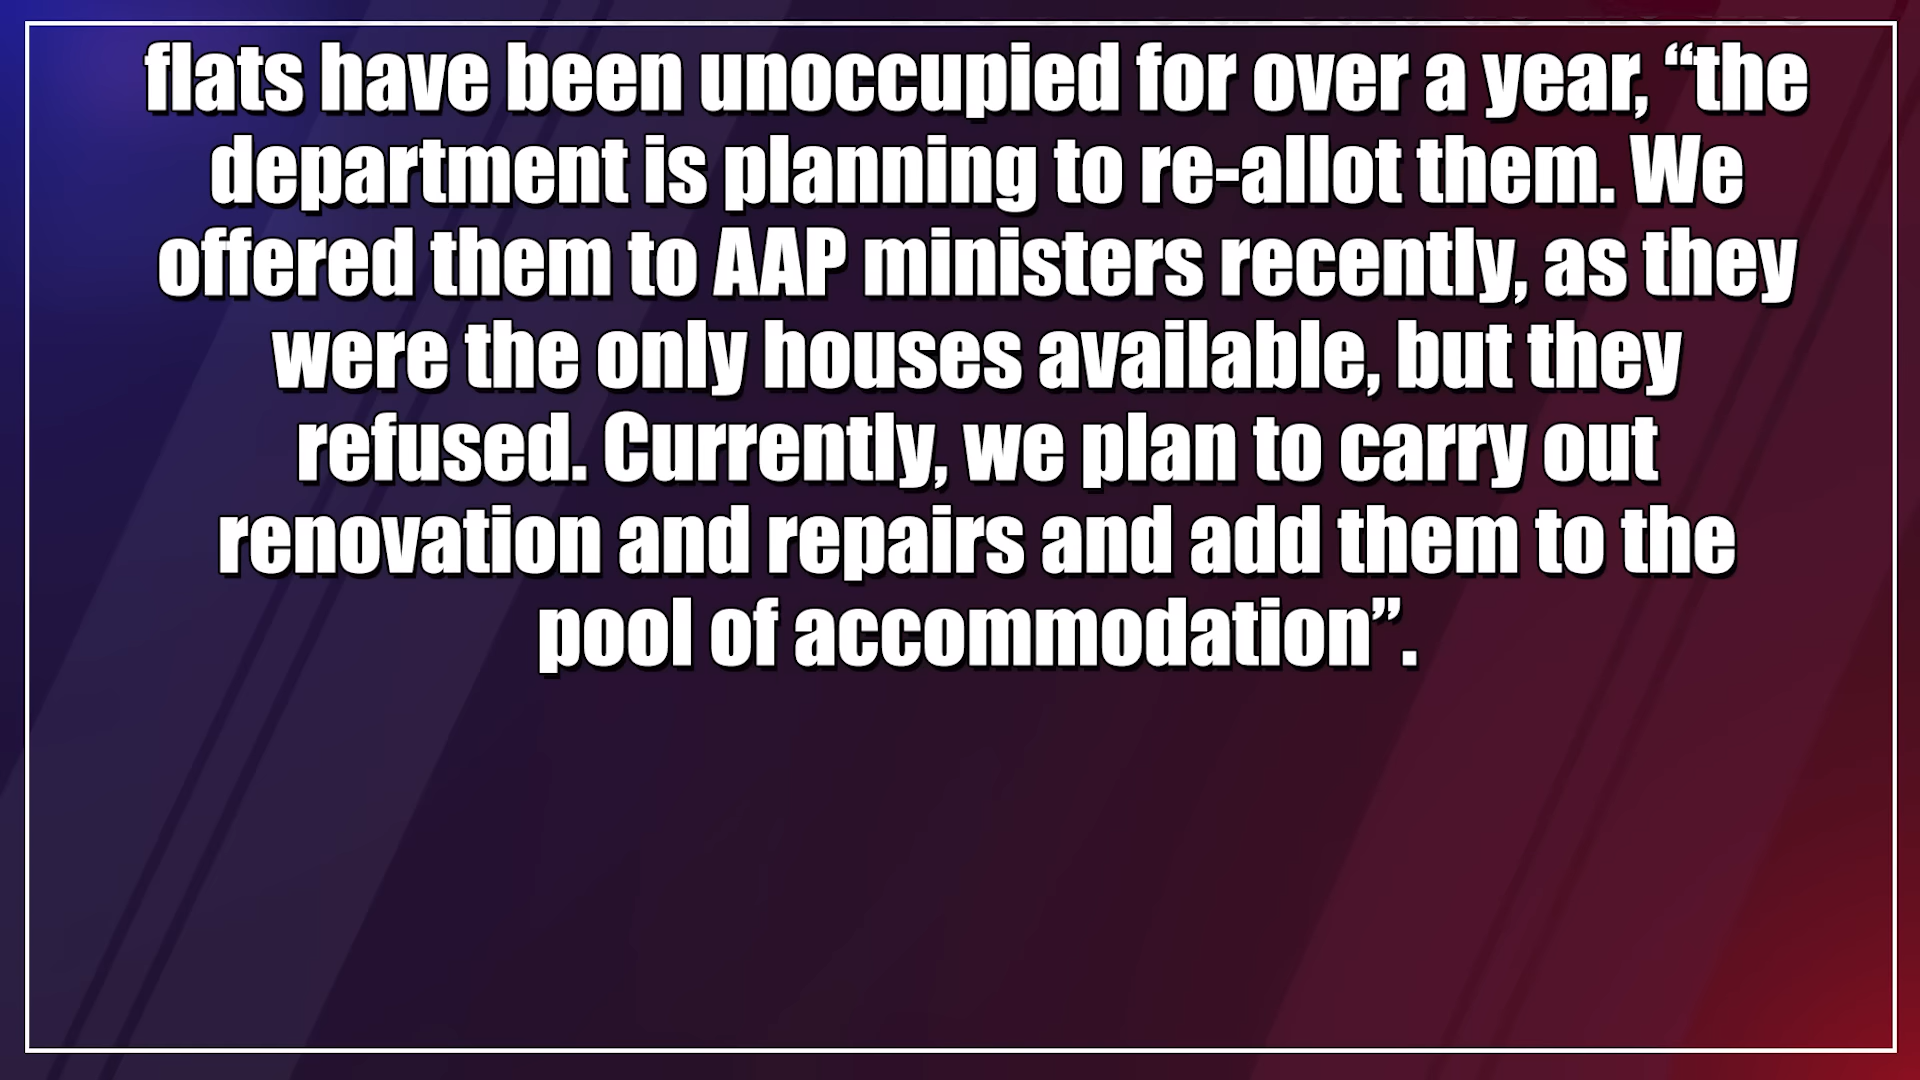 flats have been unoccupied for over a year, “the
department is planning to re-allot them. We
offered them to AAP ministers recently, as they
were the only houses available, but they
refused. Currently, we plan to carry out
renovation and repairs and add them to the
pool of accommodation”.